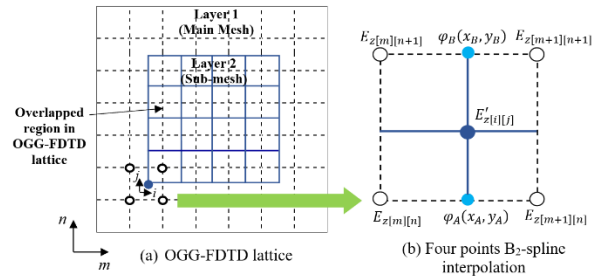 Layer 1
(Main Mesh)
Layer 2
(Sub-mesh)
Overlapped
region in
OGG-FDTD
lattice
j
i
n
m
(a) OGG-FDTD lattice
E_{z[m][n+1]}
φ_B(x_B, y_B)
E_{z[m+1][n+1]}
E'_{z[i][j]}
E_{z[m][n]}
φ_A(x_A, y_A)
E_{z[m+1][n]}
(b) Four points B₂-spline
interpolation